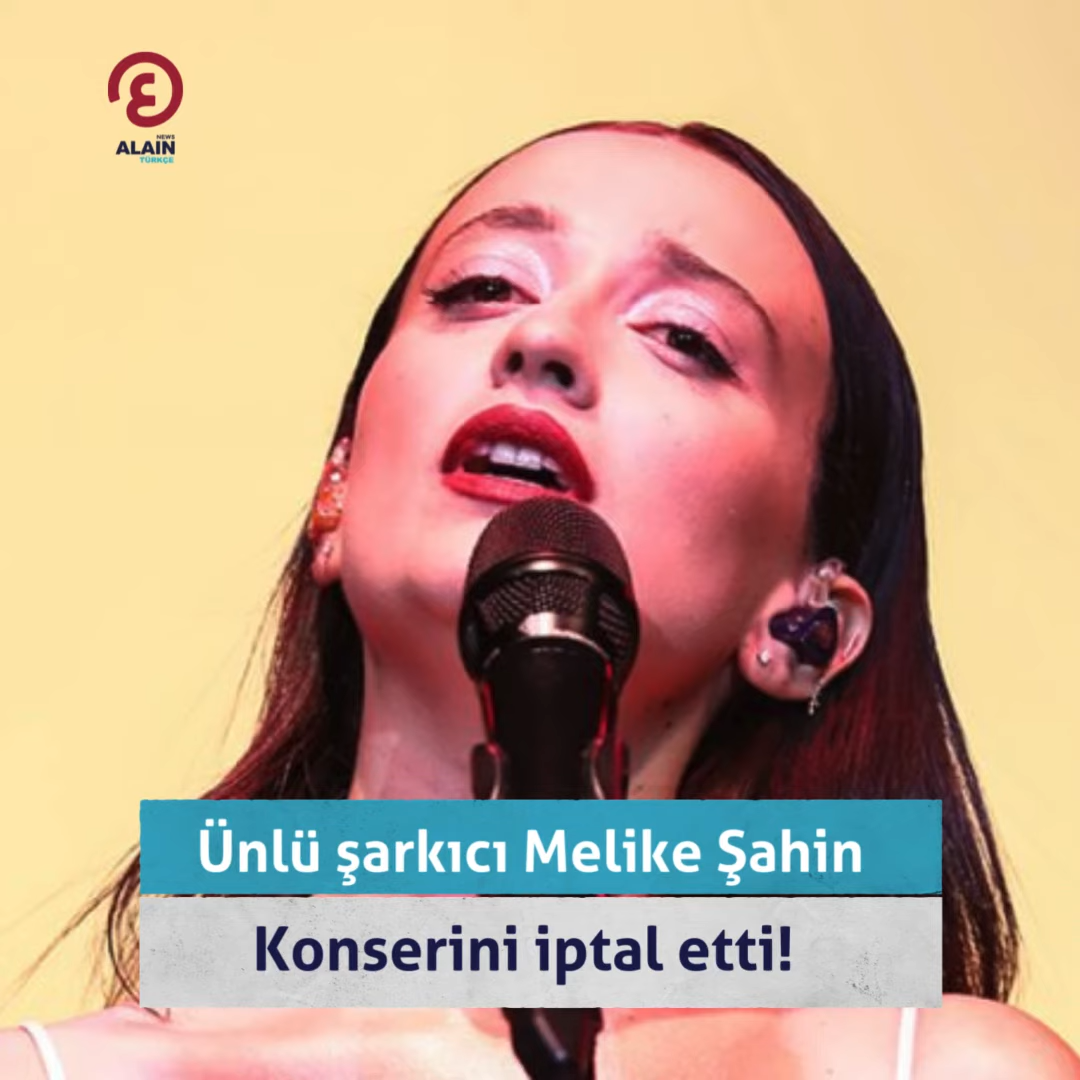 NEWS
ALAIN
TÜRKÇE
Ünlü şarkıcı Melike Şahin
Konserini iptal etti!